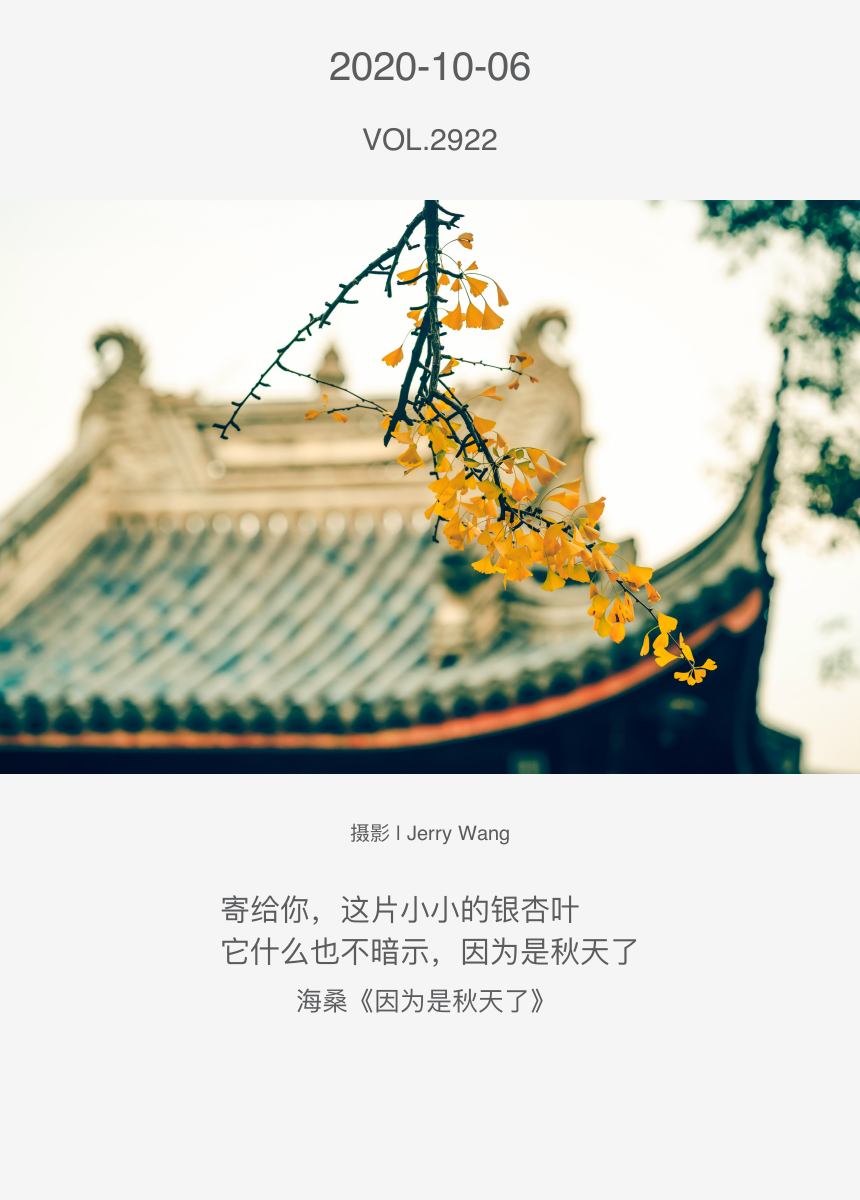 2020-10-06
VOL.2922
摄影 l Jerry Wang
寄给你，这片小小的银杏叶
它什么也不暗示，因为是秋天了
海桑《因为是秋天了》